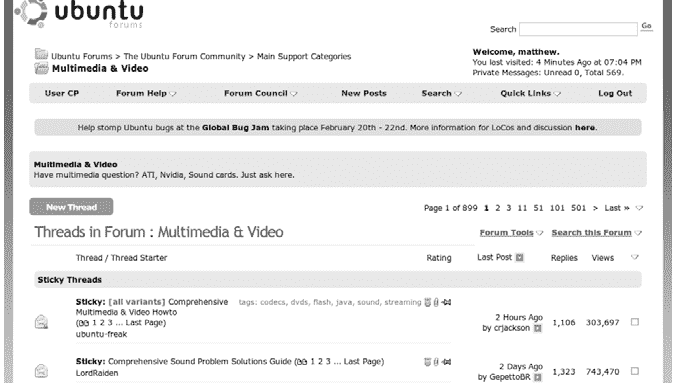 ubuntu
forums
Search Go
Ubuntu Forums > The Ubuntu Forum Community > Main Support Categories
Multimedia & Video
Welcome, matthew.
You last visited: 4 Minutes Ago at 07:04 PM
Private Messages: Unread 0, Total 569.
User CP Forum Help Forum Council New Posts Search Quick Links Log Out
Help stomp Ubuntu bugs at the Global Bug Jam taking place February 20th - 22nd. More information for LoCos and discussion here.
Multimedia & Video
Have multimedia question? ATI, Nvidia, Sound cards. Just ask here.
New Thread
Page 1 of 899 1 2 3 11 51 101 501 > Last »
Threads in Forum : Multimedia & Video
Forum Tools Search this Forum
Thread / Thread Starter Rating Last Post Replies Views
Sticky Threads
Sticky: [all variants] Comprehensive Multimedia & Video Howto
( 1 2 3 ... Last Page)
ubuntu-freak
tags: codecs, dvds, flash, java, sound, streaming
2 Hours Ago
by crjackson
1,106 303,697
Sticky: Comprehensive Sound Problem Solutions Guide ( 1 2 3 ... Last Page)
LordRaiden
2 Days Ago
by GepettoBR
1,323 743,470